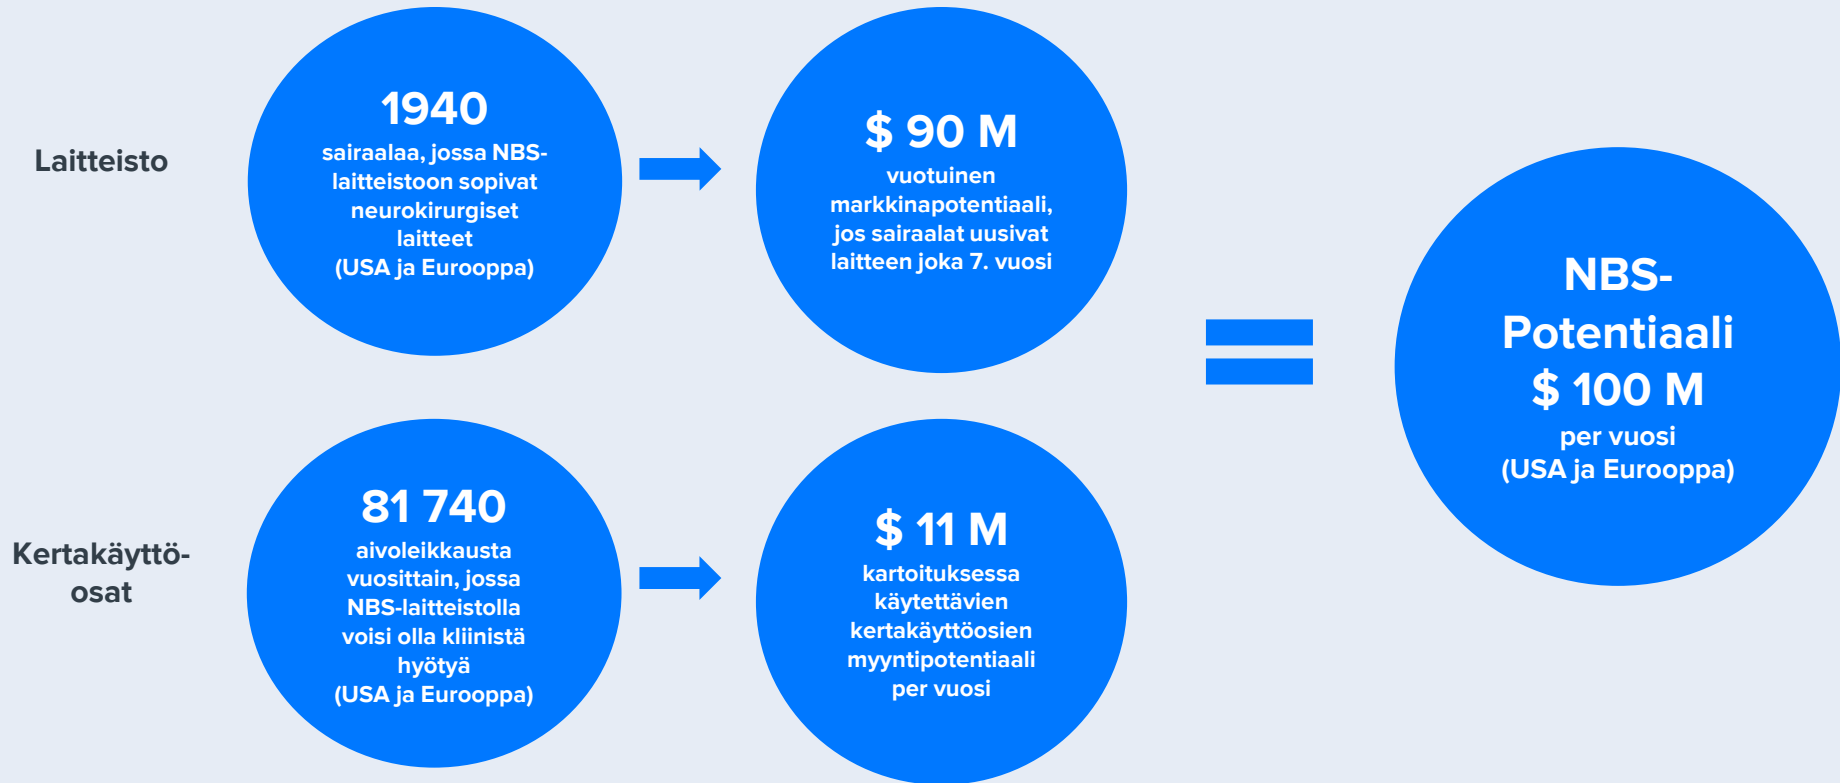 Laitteisto
1940
sairaalaa, jossa NBS-
laitteistoon sopivat
neurokirurgiset
laitteet
(USA ja Eurooppa)
$ 90 M
vuotuinen
markkinapotentiaali,
jos sairaalat uusivat
laitteen joka 7. vuosi
Kertakäyttö-
osat
81 740
aivoleikkausta
vuosittain, jossa
NBS-laitteistolla
voisi olla kliinistä
hyötyä
(USA ja Eurooppa)
$ 11 M
kartoituksessa
käytettävien
kertakäyttöosien
myyntipotentiaali
per vuosi
NBS-
Potentiaali
$ 100 M
per vuosi
(USA ja Eurooppa)